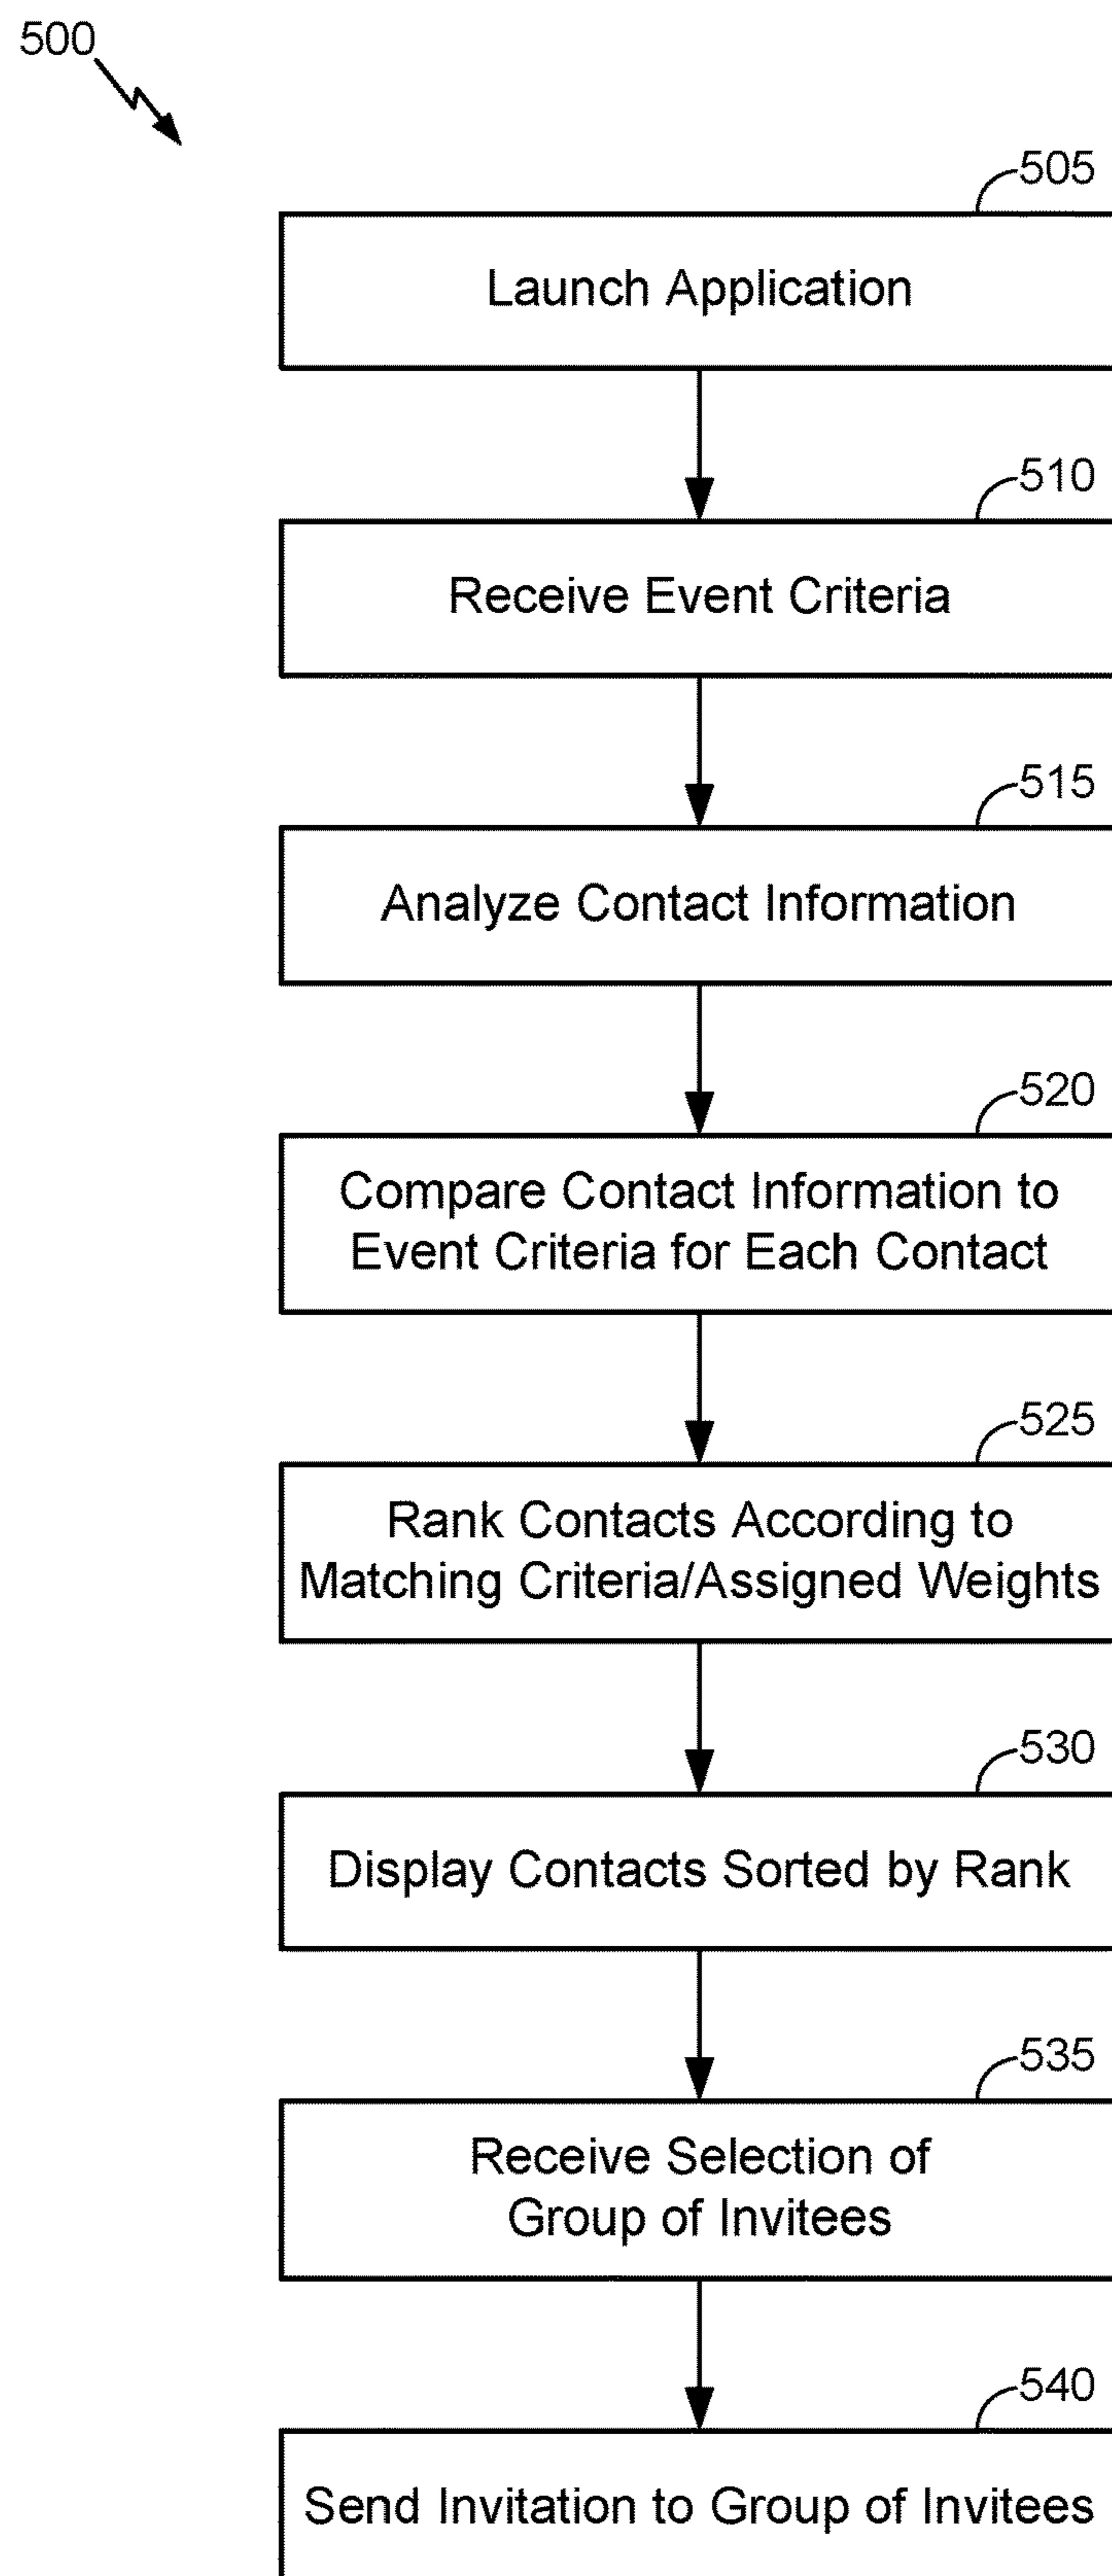 500
505
Launch Application
510
Receive Event Criteria
515
Analyze Contact Information
520
Compare Contact Information to
Event Criteria for Each Contact
525
Rank Contacts According to
Matching Criteria/Assigned Weights
530
Display Contacts Sorted by Rank
535
Receive Selection of
Group of Invitees
540
Send Invitation to Group of Invitees